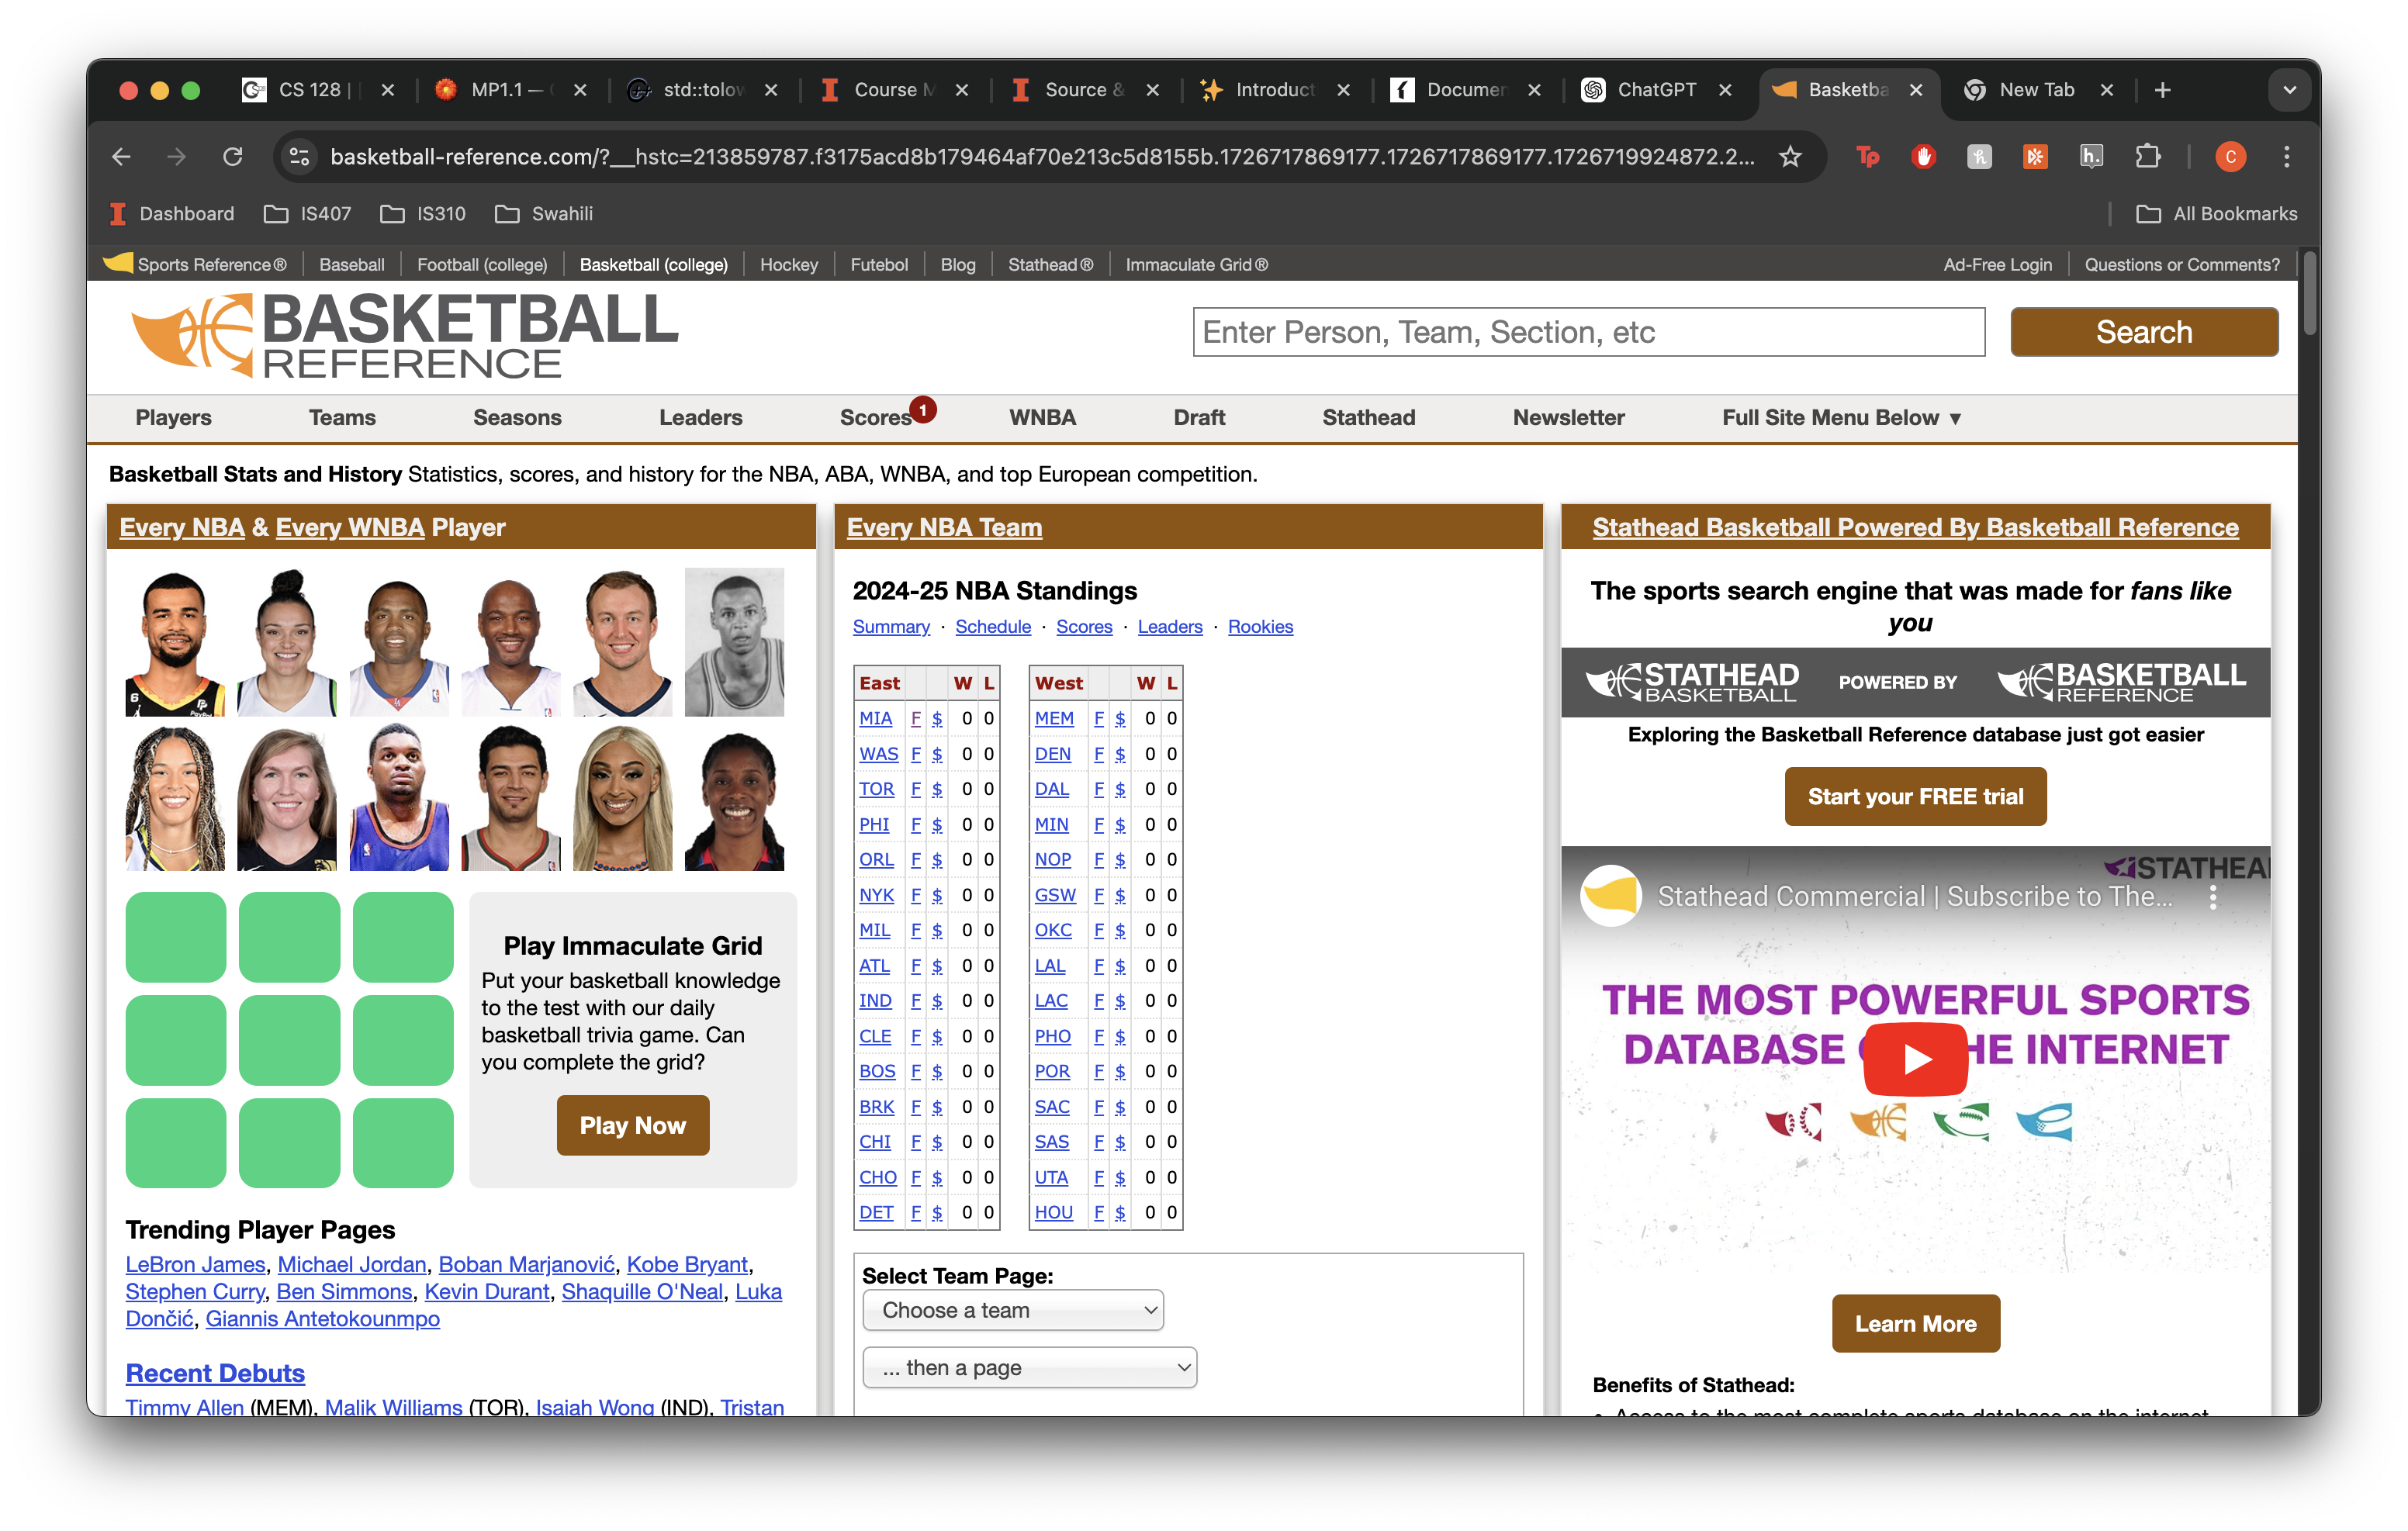 CS 128 |
MP1.1 —
std::tolow
Course M
Source &
Introduct
Documen
ChatGPT
Basketba
New Tab
basketball-reference.com/?__hstc=213859787.f3175acd8b179464af70e213c5d8155b.1726717869177.1726717869177.1726719924872.2...
Tp
h.
C
Dashboard
IS407
IS310
Swahili
All Bookmarks
Sports Reference®
Baseball
Football (college)
Basketball (college)
Hockey
Futebol
Blog
Stathead®
Immaculate Grid®
Ad-Free Login
Questions or Comments?
BASKETBALL
REFERENCE
Enter Person, Team, Section, etc
Search
Players
Teams
Seasons
Leaders
Scores 1
WNBA
Draft
Stathead
Newsletter
Full Site Menu Below ▼
Basketball Stats and History Statistics, scores, and history for the NBA, ABA, WNBA, and top European competition.
Every NBA & Every WNBA Player
Play Immaculate Grid
Put your basketball knowledge
to the test with our daily
basketball trivia game. Can
you complete the grid?
Play Now
Trending Player Pages
LeBron James, Michael Jordan, Boban Marjanović, Kobe Bryant,
Stephen Curry, Ben Simmons, Kevin Durant, Shaquille O'Neal, Luka
Dončić, Giannis Antetokounmpo
Recent Debuts
Timmy Allen (MEM), Malik Williams (TOR), Isaiah Wong (IND), Tristan
Every NBA Team
2024-25 NBA Standings
Summary · Schedule · Scores · Leaders · Rookies
East W L
MIA F $ 0 0
WAS F $ 0 0
TOR F $ 0 0
PHI F $ 0 0
ORL F $ 0 0
NYK F $ 0 0
MIL F $ 0 0
ATL F $ 0 0
IND F $ 0 0
CLE F $ 0 0
BOS F $ 0 0
BRK F $ 0 0
CHI F $ 0 0
CHO F $ 0 0
DET F $ 0 0
West W L
MEM F $ 0 0
DEN F $ 0 0
DAL F $ 0 0
MIN F $ 0 0
NOP F $ 0 0
GSW F $ 0 0
OKC F $ 0 0
LAL F $ 0 0
LAC F $ 0 0
PHO F $ 0 0
POR F $ 0 0
SAC F $ 0 0
SAS F $ 0 0
UTA F $ 0 0
HOU F $ 0 0
Select Team Page:
Choose a team
... then a page
Stathead Basketball Powered By Basketball Reference
The sports search engine that was made for fans like
you
STATHEAD
BASKETBALL
POWERED BY
BASKETBALL
REFERENCE
Exploring the Basketball Reference database just got easier
Start your FREE trial
STATHEA
Stathead Commercial | Subscribe to The...
THE MOST POWERFUL SPORTS
DATABASE HE INTERNET
Learn More
Benefits of Stathead:
• Access to the most complete sports database on the internet